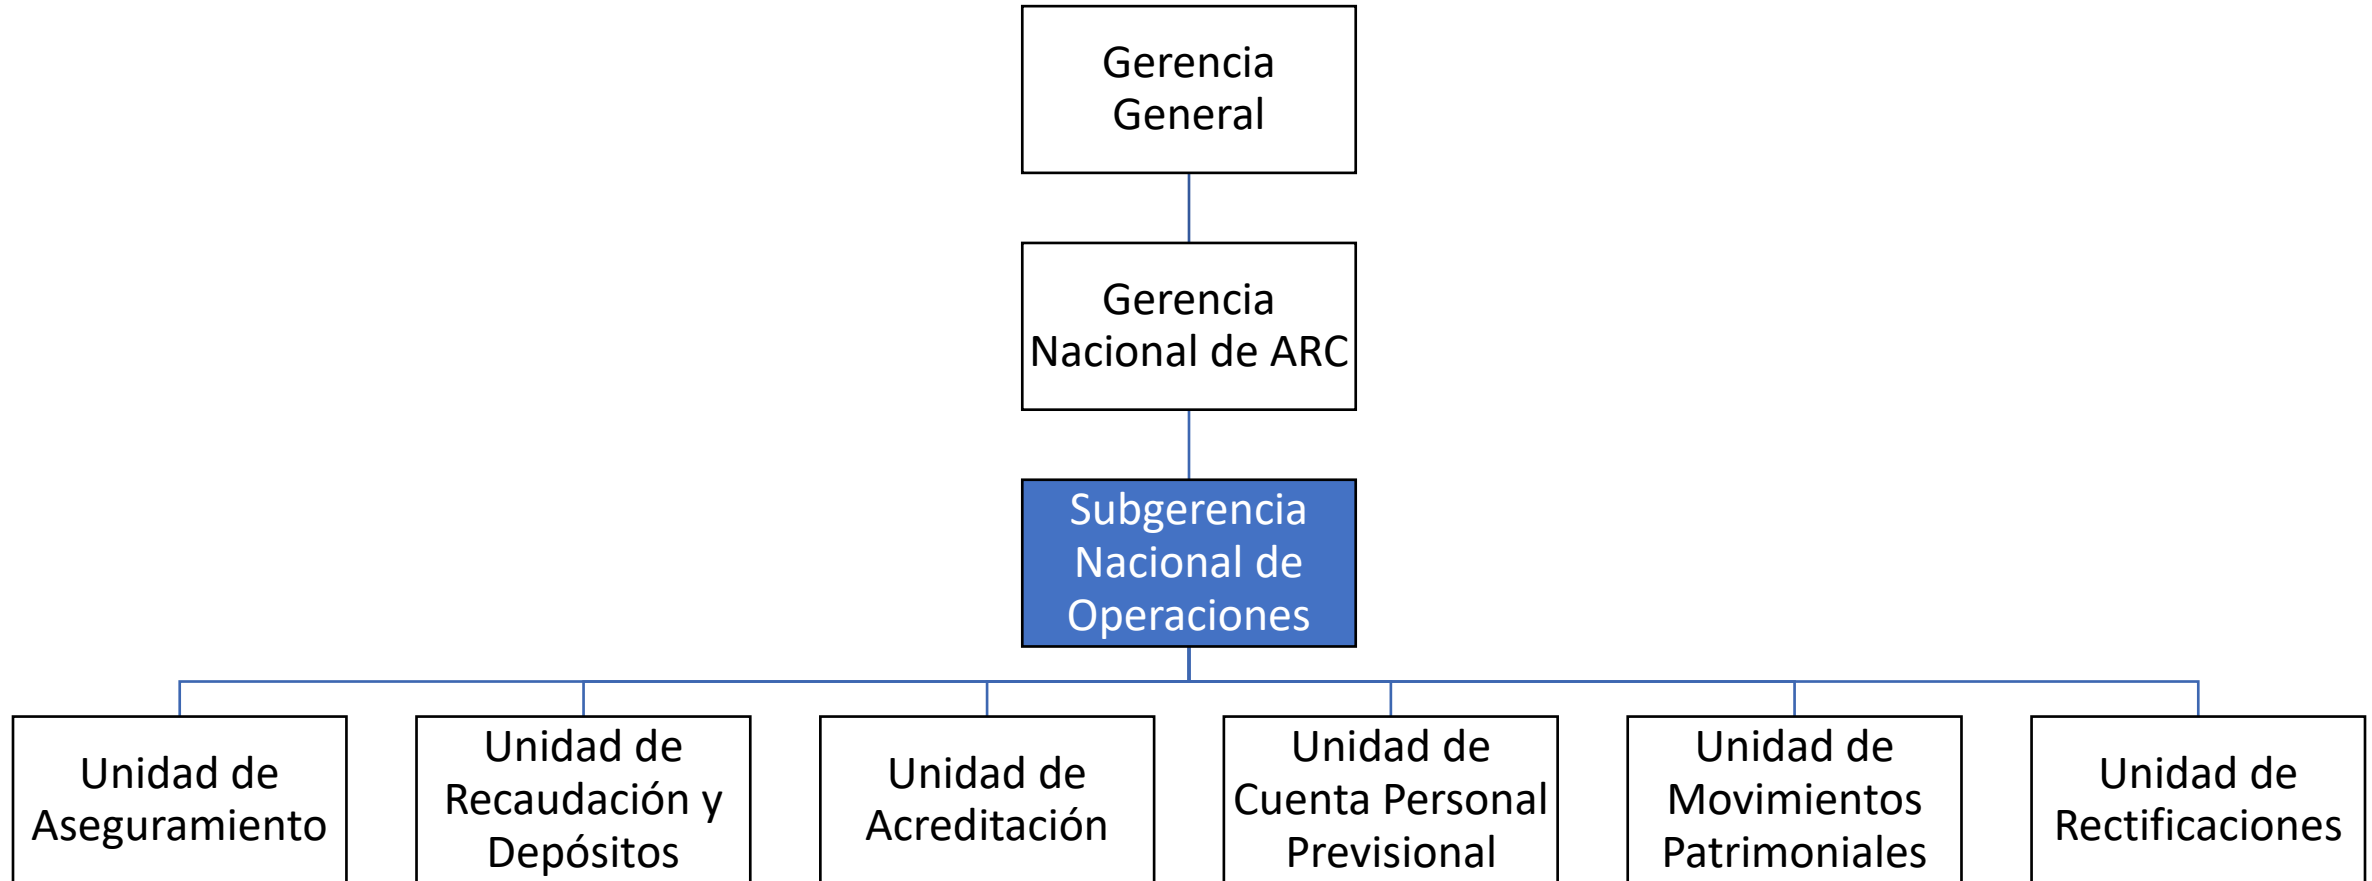 Gerencia
General
Gerencia
Nacional de ARC
Subgerencia
Nacional de
Operaciones
Unidad de
Aseguramiento
Unidad de
Recaudación y
Depósitos
Unidad de
Acreditación
Unidad de
Cuenta Personal
Previsional
Unidad de
Movimientos
Patrimoniales
Unidad de
Rectificaciones